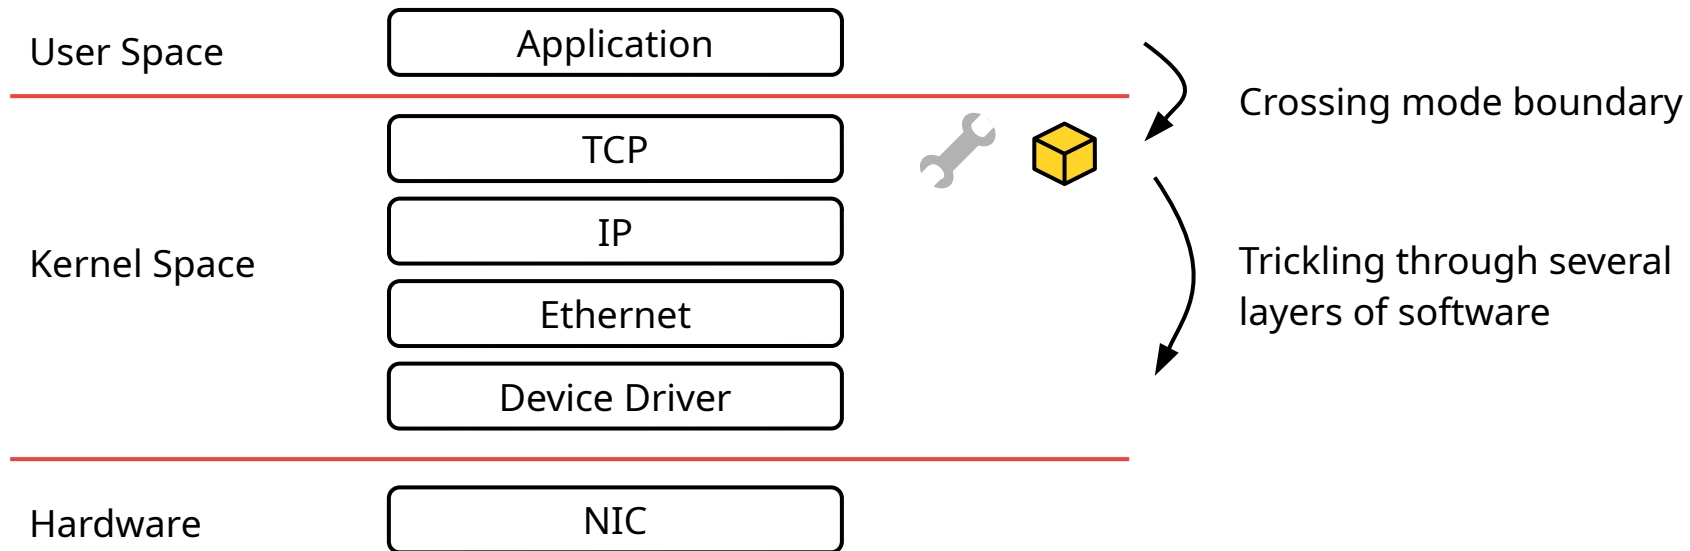 User Space
Application
Crossing mode boundary
TCP
IP
Kernel Space
Trickling through several
layers of software
Ethernet
Device Driver
Hardware
NIC